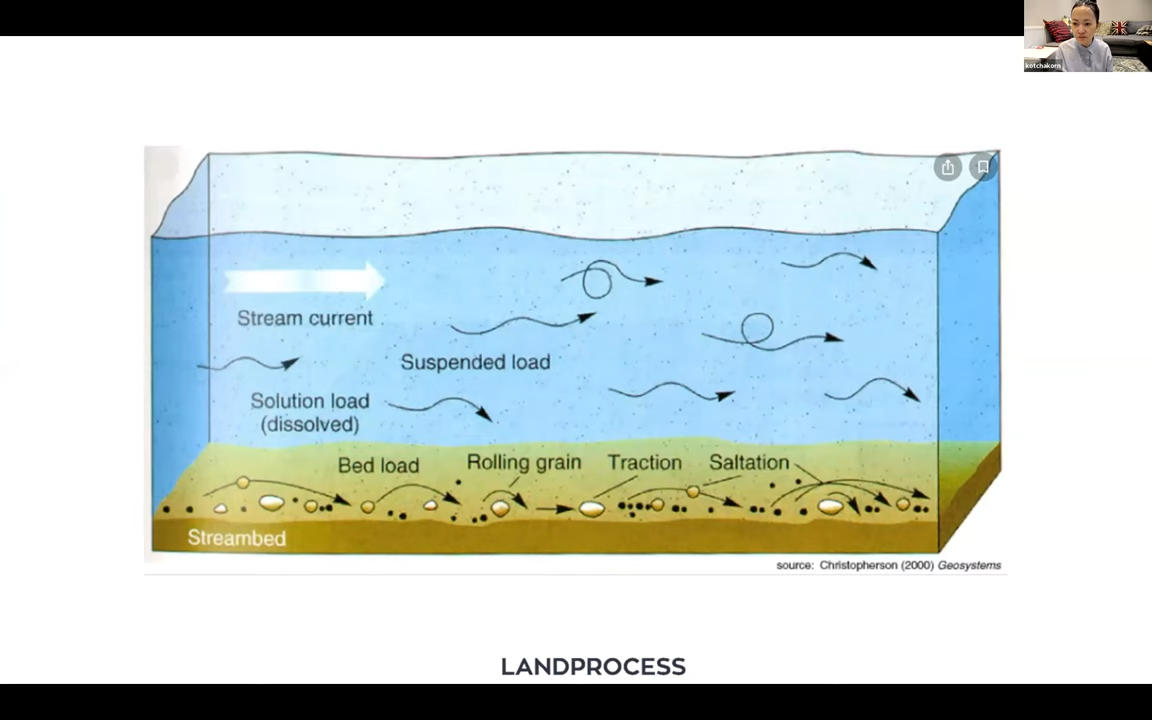 kotchakorn
Stream current
Suspended load
Solution load
(dissolved)
Bed load
Rolling grain
Traction
Saltation
Streambed
source: Christopherson (2000) Geosystems
LANDPROCESS